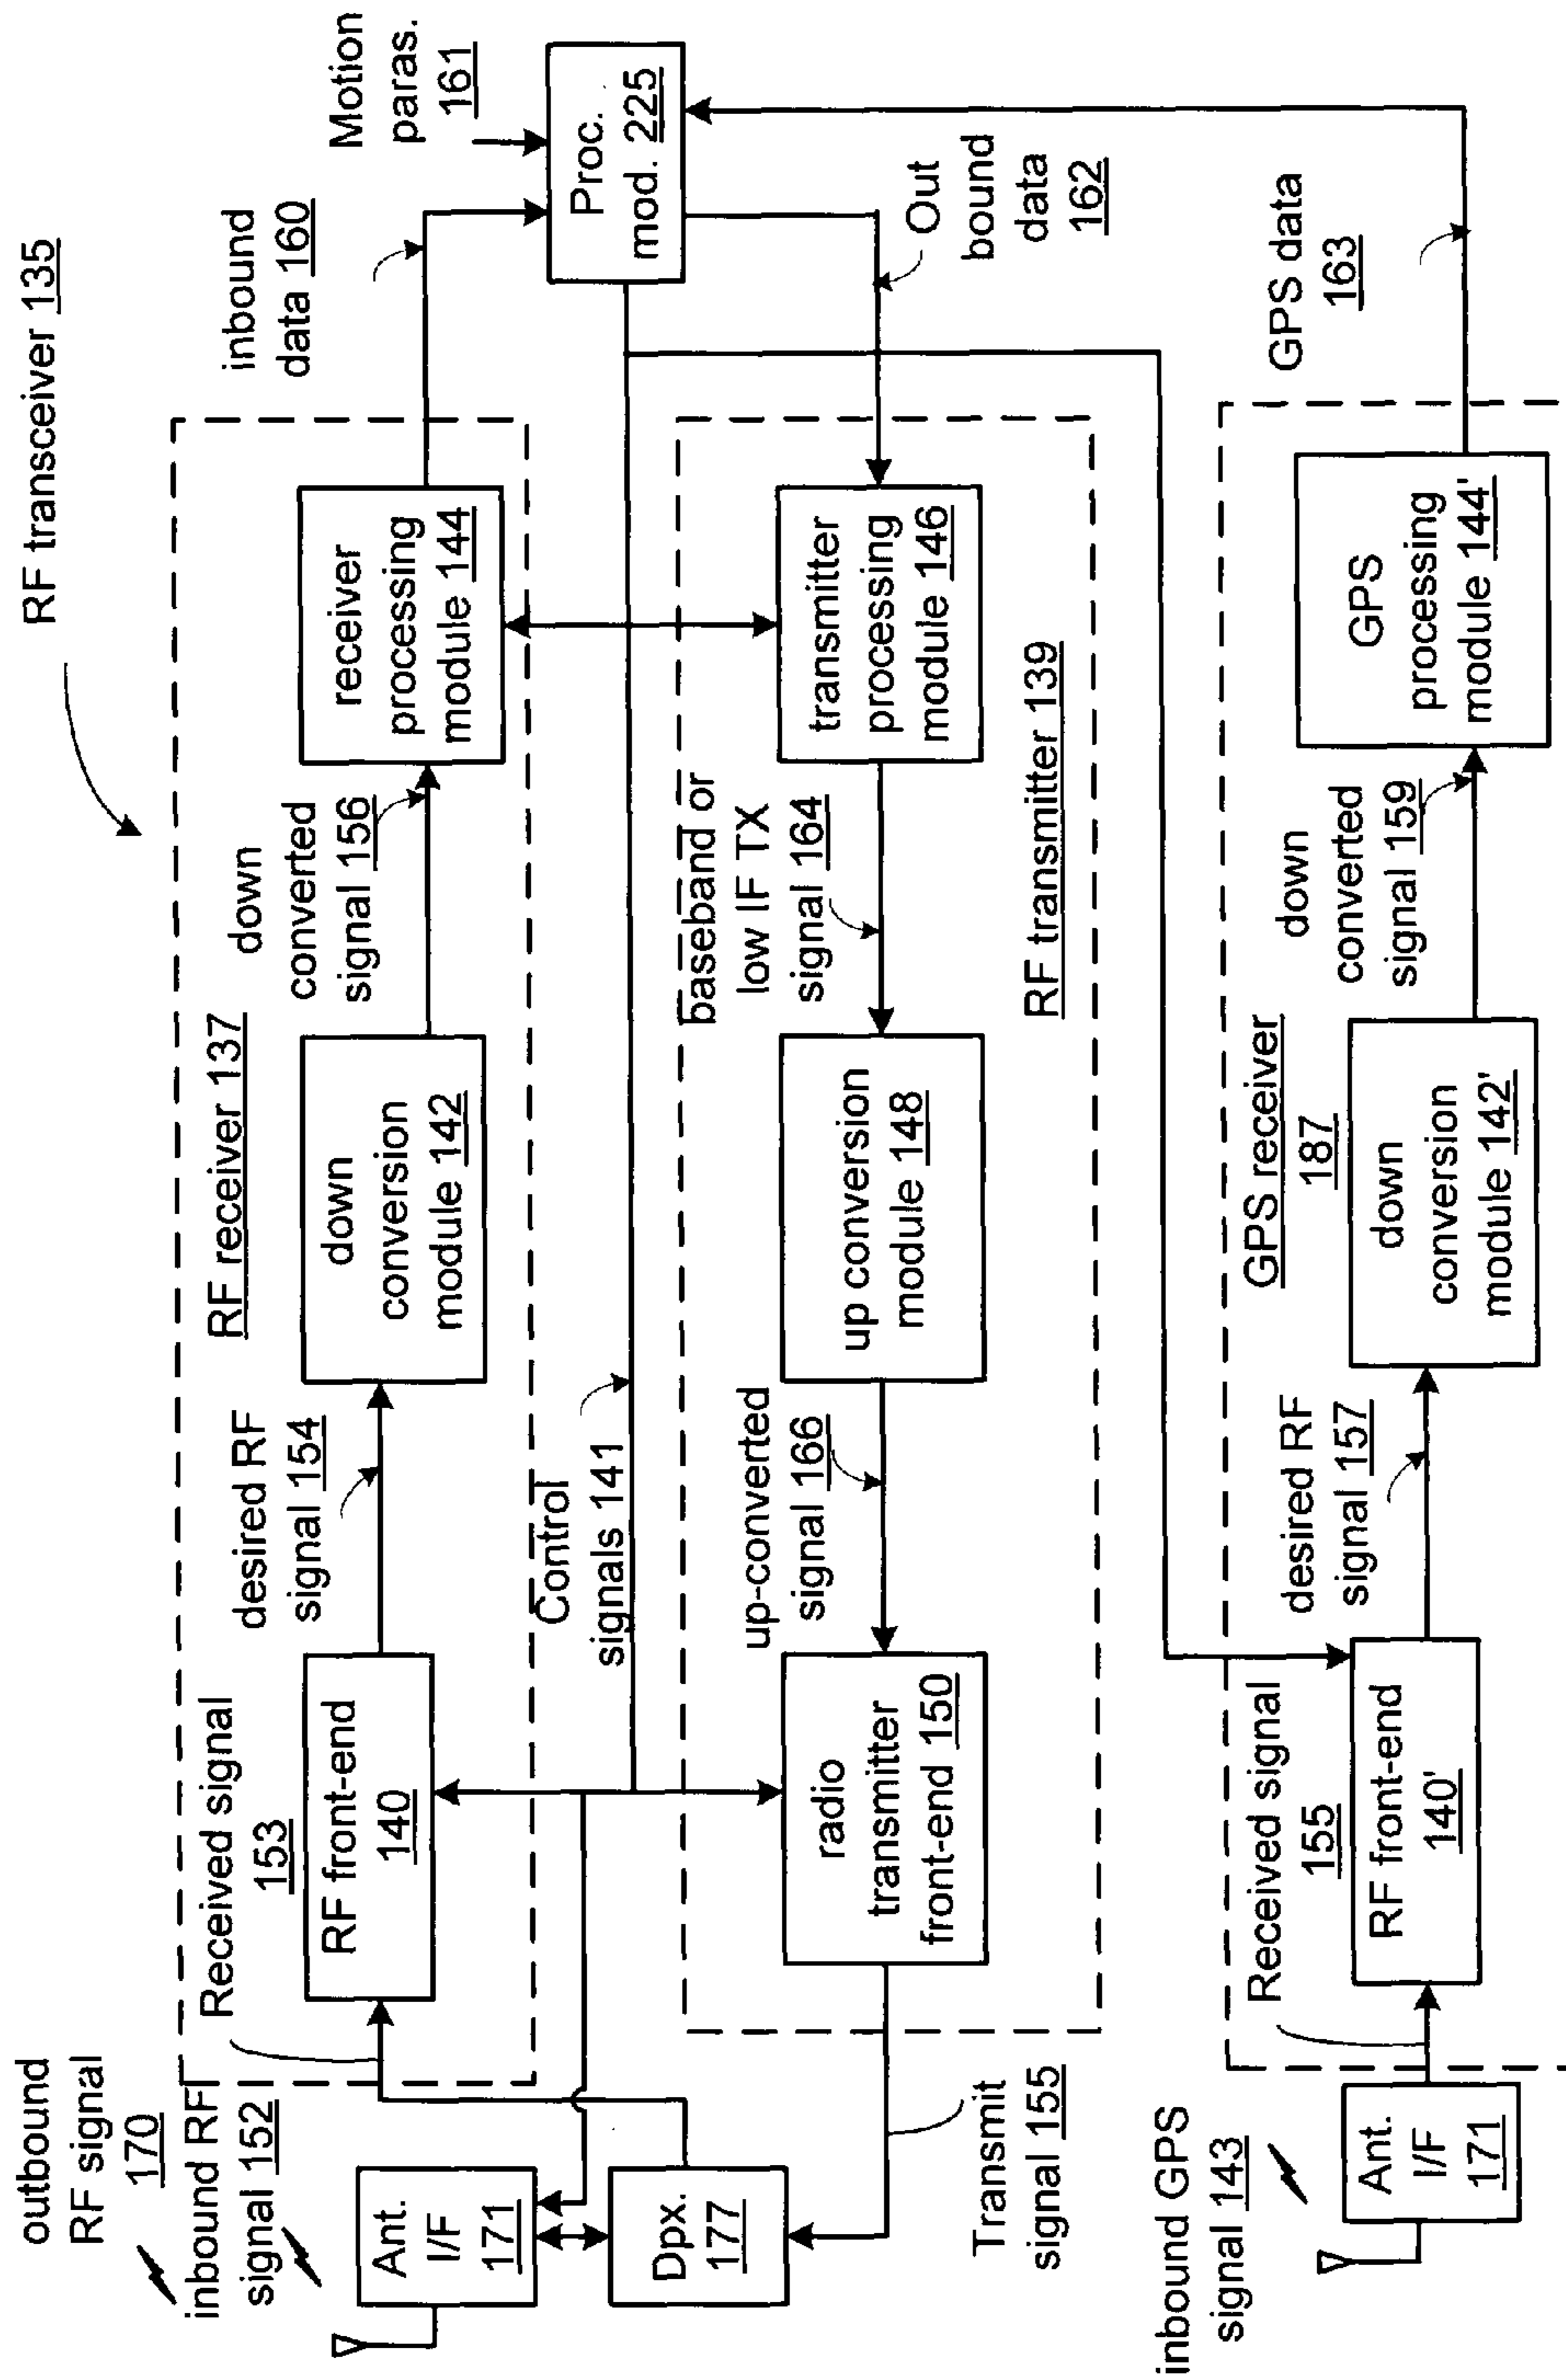 RF transceiver 135
outbound
RF signal
170
inbound RF
signal 152
Ant.
I/F
171
Dpx.
177
Received signal
153
RF front-end
140
desired RF
signal 154
RF receiver 137
down
conversion
module 142
down
converted
signal 156
receiver
processing
module 144
inbound
data 160
Motion
paras.
161
Proc.
mod. 225
Control
signals 141
Transmit
signal 155
radio
transmitter
front-end 150
up-converted
signal 166
up conversion
module 148
baseband or
low IF TX
signal 164
transmitter
processing
module 146
RF transmitter 139
Out
bound
data
162
inbound GPS
signal 143
Ant.
I/F
171
Received signal
155
RF front-end
140'
desired RF
signal 157
GPS receiver
187
down
conversion
module 142'
down
converted
signal 159
GPS
processing
module 144'
GPS data
163